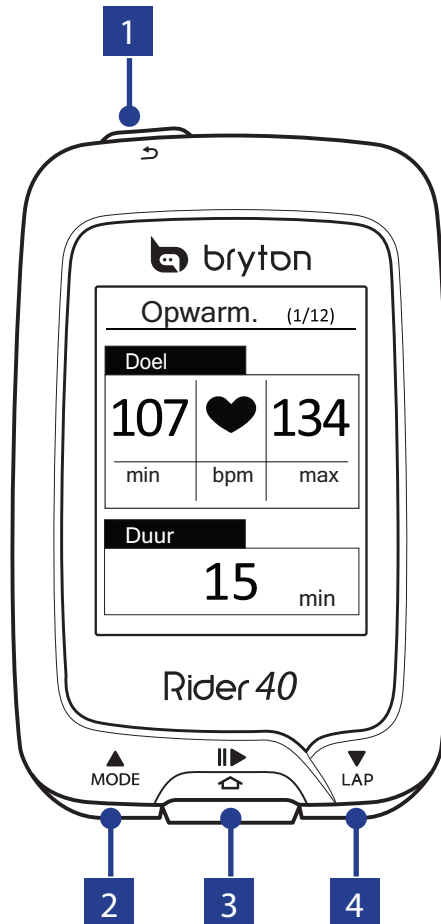 1
bryton
Opwarm. (1/12)
Doel
107 134
min bpm max
Duur
15 min
Rider 40
MODE LAP
2 3 4